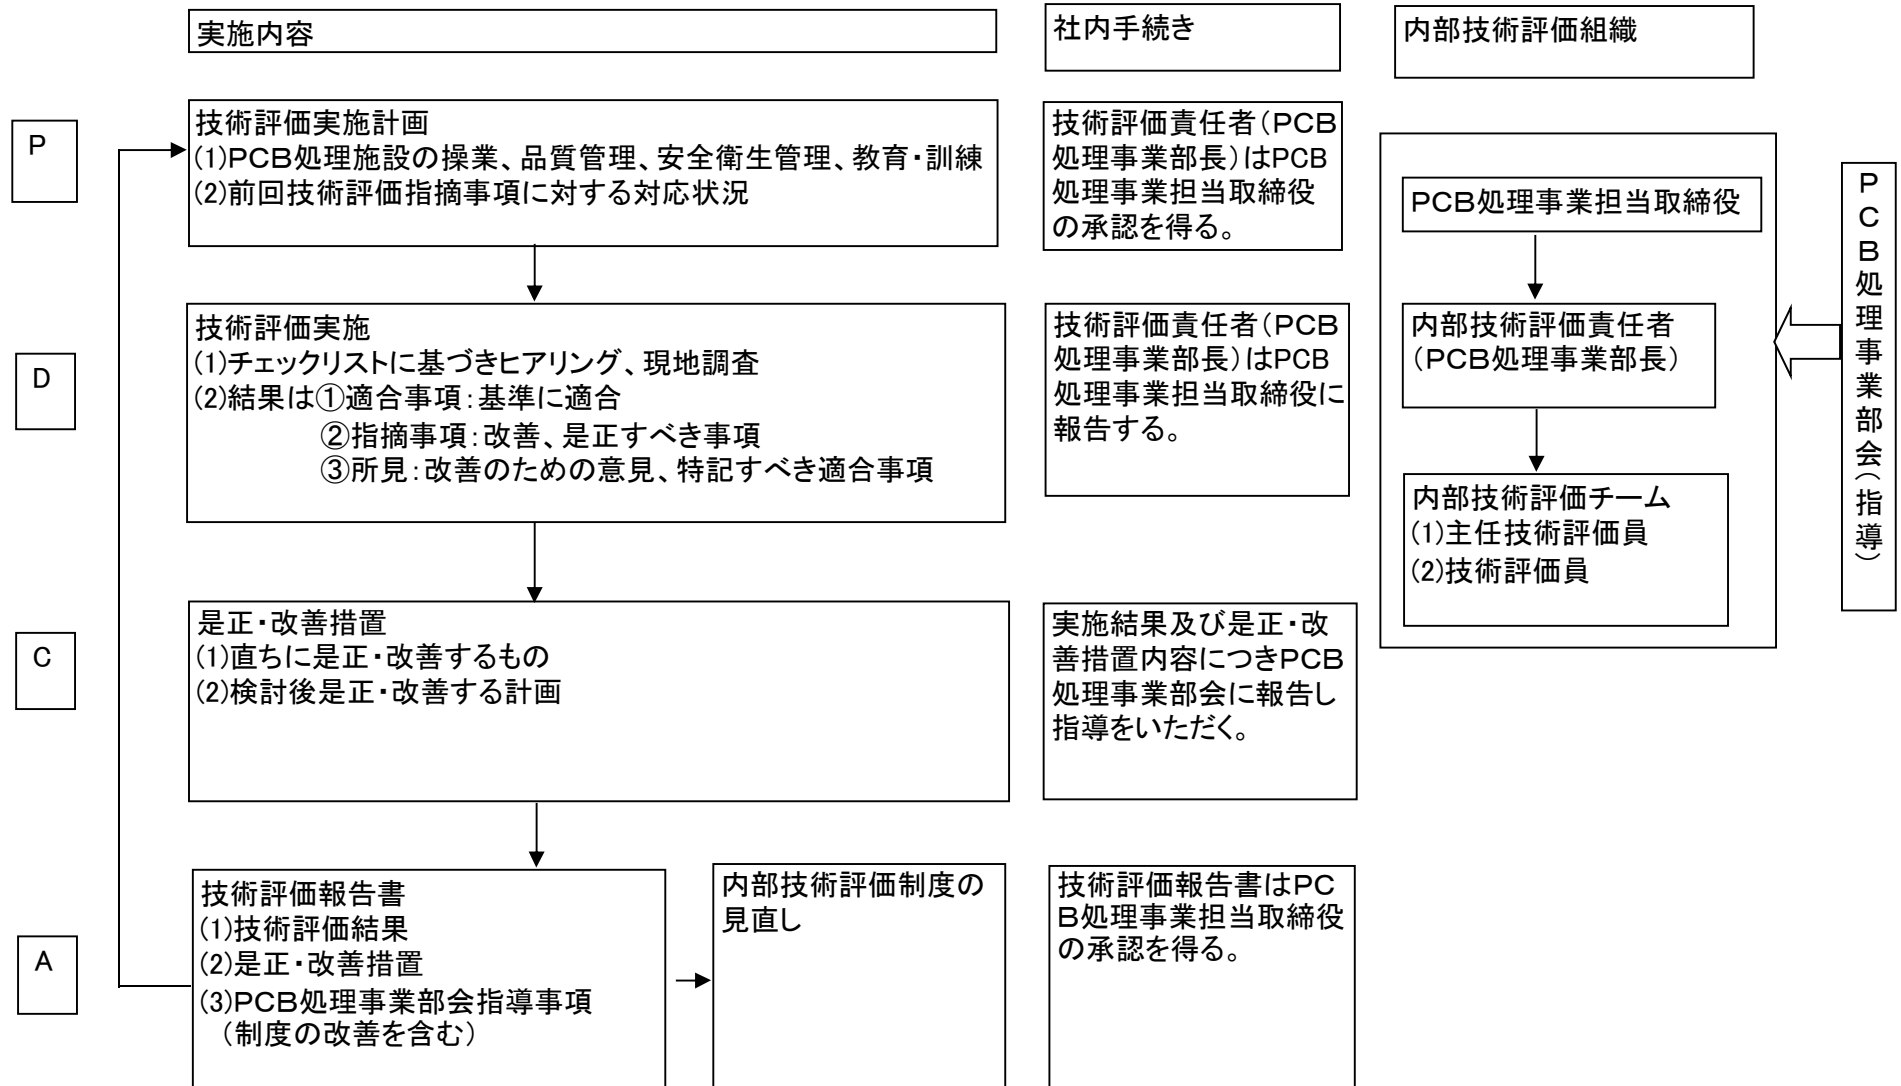 実施内容
社内手続き
内部技術評価組織
P
技術評価実施計画
(1)PCB処理施設の操業、品質管理、安全衛生管理、教育・訓練
(2)前回技術評価指摘事項に対する対応状況
技術評価責任者(PCB
処理事業部長)はPCB
処理事業担当取締役
の承認を得る。
PCB処理事業担当取締役
PCB処理事業部会(指導)
D
技術評価実施
(1)チェックリストに基づきヒアリング、現地調査
(2)結果は①適合事項:基準に適合
②指摘事項:改善、是正すべき事項
③所見:改善のための意見、特記すべき適合事項
技術評価責任者(PCB
処理事業部長)はPCB
処理事業担当取締役に
報告する。
内部技術評価責任者
(PCB処理事業部長)
内部技術評価チーム
(1)主任技術評価員
(2)技術評価員
C
是正・改善措置
(1)直ちに是正・改善するもの
(2)検討後是正・改善する計画
実施結果及び是正・改
善措置内容につきPCB
処理事業部会に報告し
指導をいただく。
A
技術評価報告書
(1)技術評価結果
(2)是正・改善措置
(3)PCB処理事業部会指導事項
(制度の改善を含む)
内部技術評価制度の
見直し
技術評価報告書はPC
B処理事業担当取締役
の承認を得る。